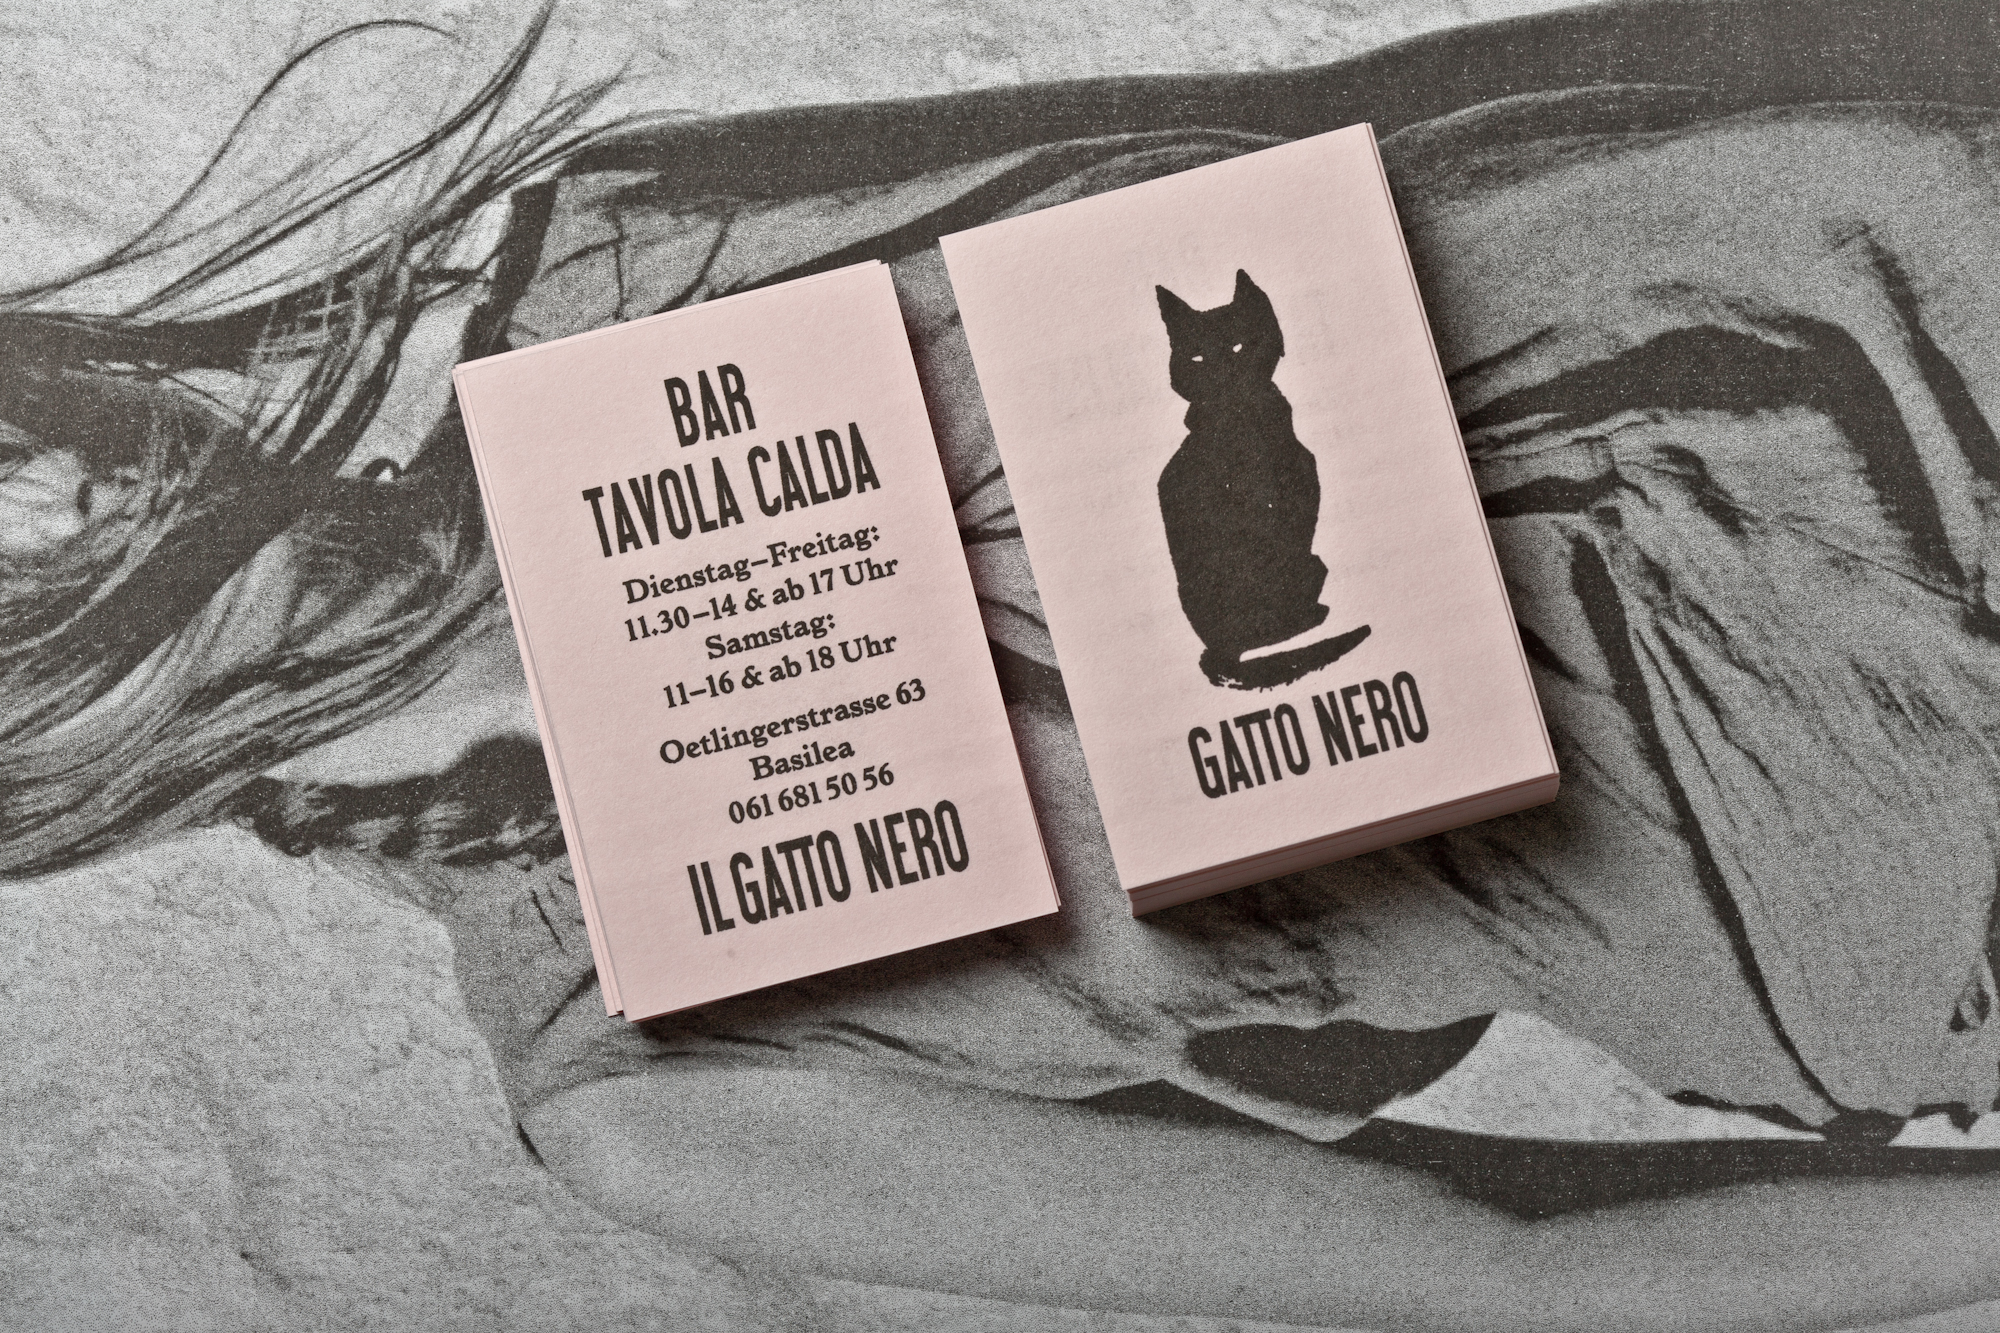 BAR
TAVOLA CALDA
Dienstag–Freitag:
11.30–14 & ab 17 Uhr
Samstag:
11–16 & ab 18 Uhr
Oetlingerstrasse 63
Basilea
061 681 50 56
IL GATTO NERO
GATTO NERO